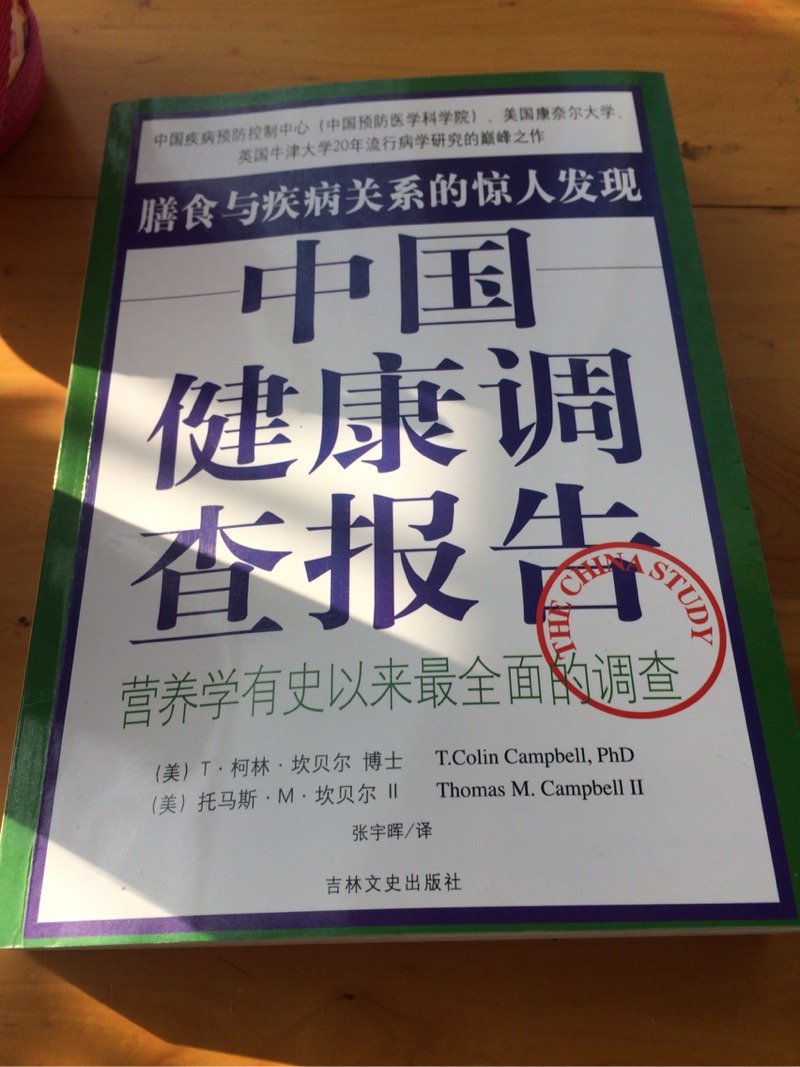 中国疾病预防控制中心（中国预防医学科学院）、美国康奈尔大学、
英国牛津大学20年流行病学研究的巅峰之作
膳食与疾病关系的惊人发现
中国
健康调
查报告
THE CHINA STUDY
营养学有史以来最全面的调查
（美）T·柯林·坎贝尔 博士 T.Colin Campbell, PhD
（美）托马斯·M·坎贝尔 II Thomas M. Campbell II
张宇晖/译
吉林文史出版社